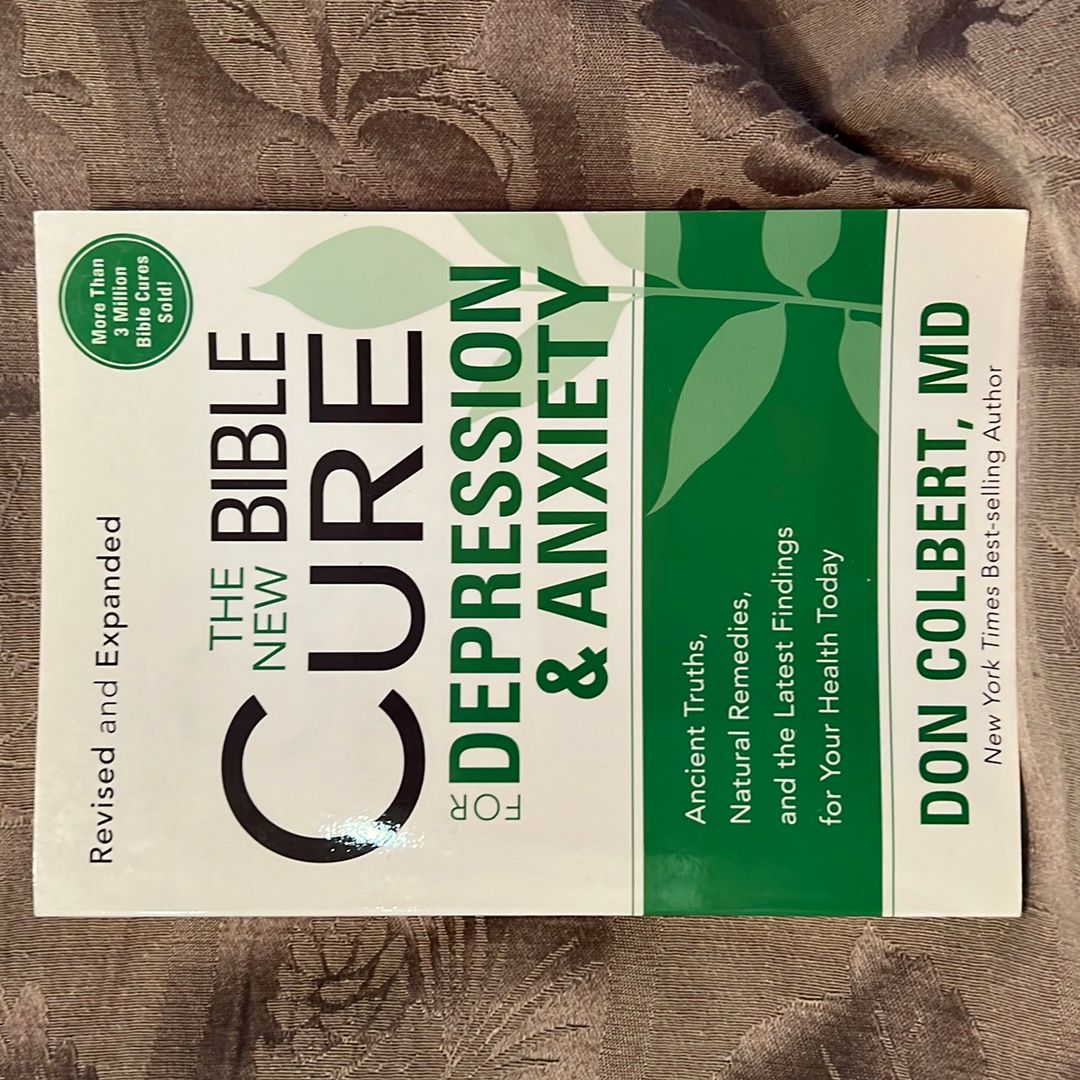 Revised and Expanded
More Than
3 Million
Bible Cures
Sold!
THE
NEW
BIBLE
CURE
FOR DEPRESSION
& ANXIETY
Ancient Truths,
Natural Remedies,
and the Latest Findings
for Your Health Today
DON COLBERT, MD
New York Times Best-selling Author